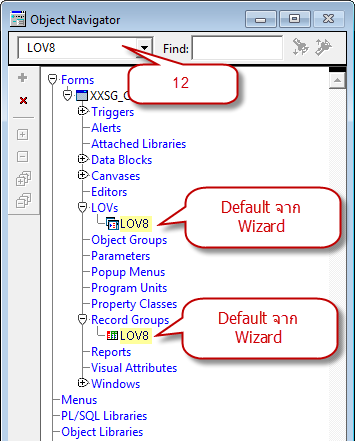 Object Navigator
LOV8
Find:
12
Forms
Triggers
Alerts
Attached Libraries
Data Blocks
Canvases
Editors
LOVs
LOV8
Default จาก
Wizard
Object Groups
Parameters
Popup Menus
Program Units
Property Classes
Record Groups
LOV8
Default จาก
Wizard
Reports
Visual Attributes
Windows
Menus
PL/SQL Libraries
Object Libraries